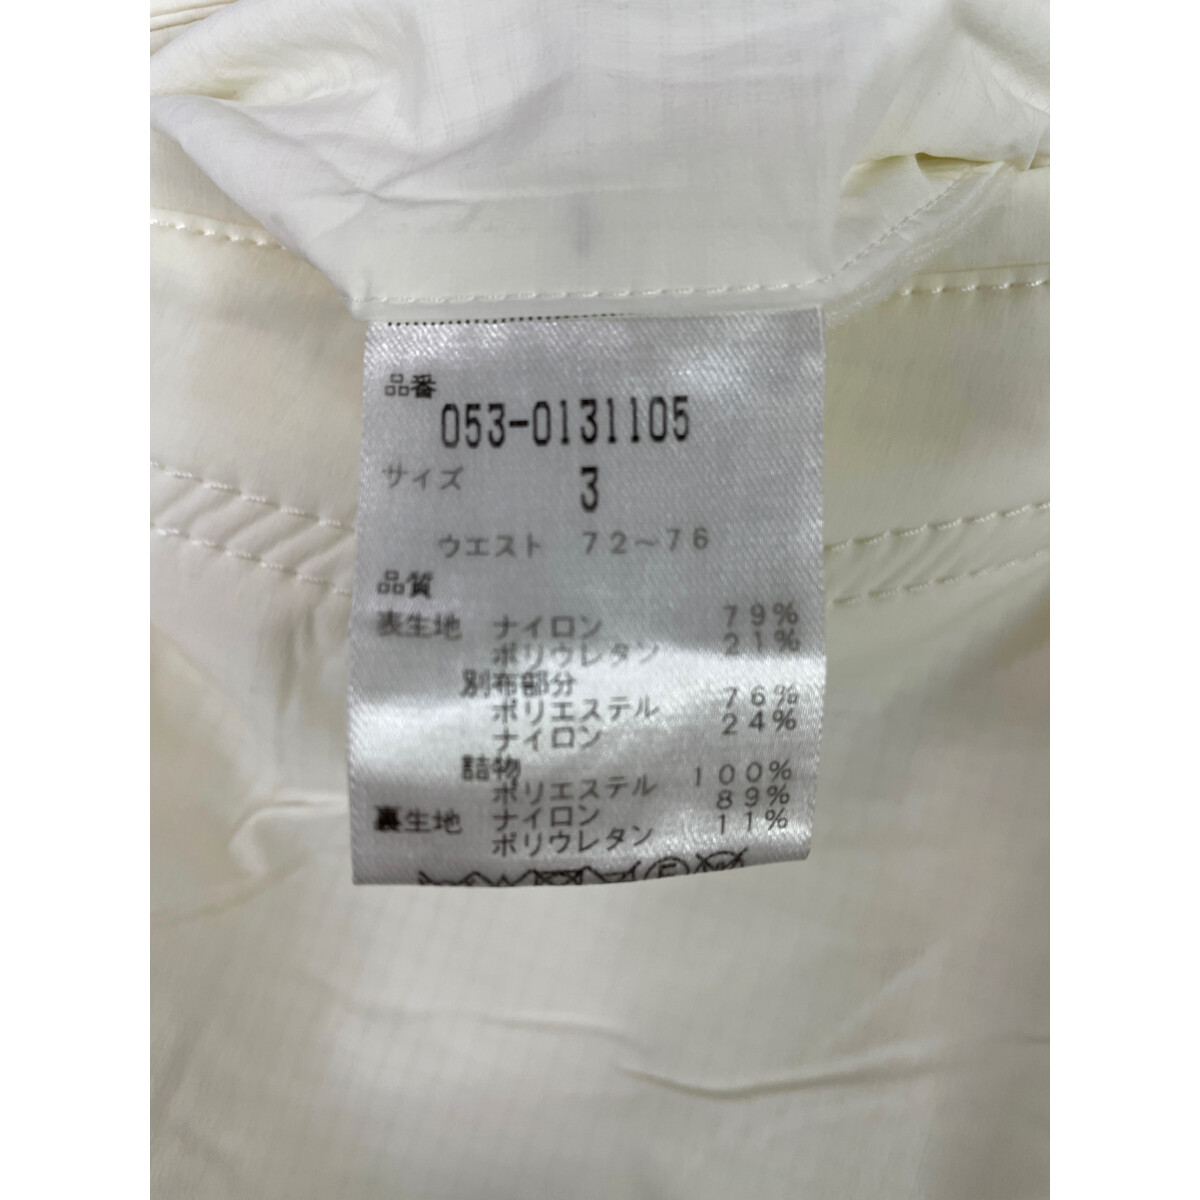 品番
053-0131105
サイズ 3
ウエスト 72～76
品質
表生地 ナイロン 79%
ポリウレタン 21%
別布部分
ポリエステル 76%
ナイロン 24%
詰物
ポリエステル 100%
裏生地 ナイロン 89%
ポリウレタン 11%